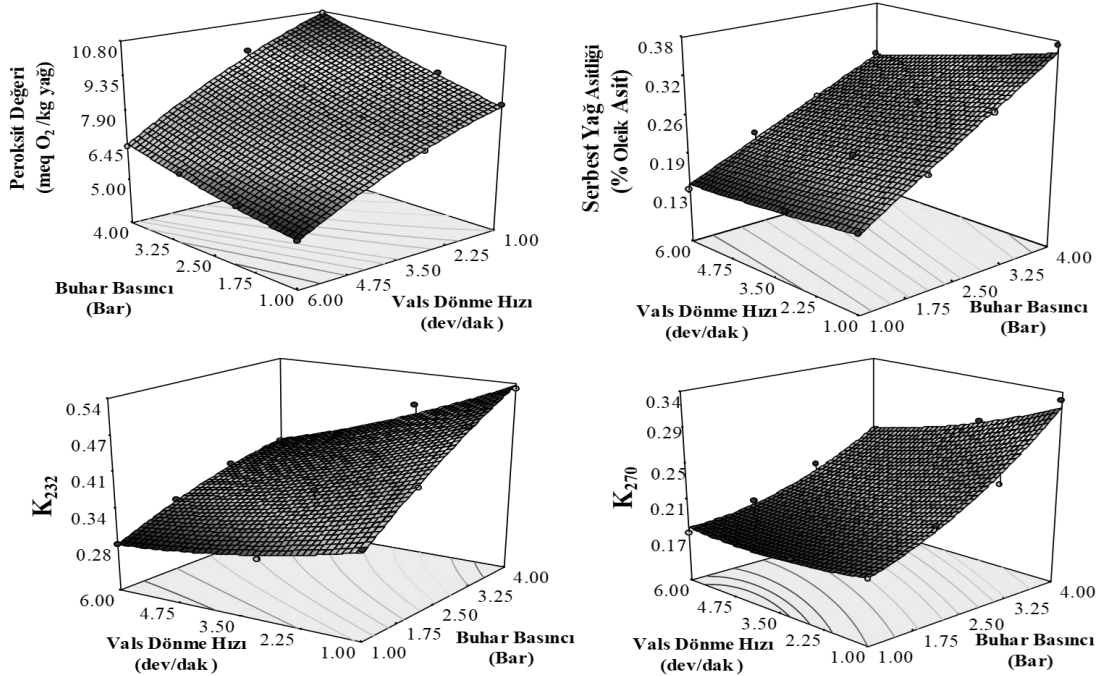 Peroksit Değeri
(meq O₂ /kg yağ)
10.80
9.35
7.90
6.45
5.00
4.00
3.25
2.50
1.75
1.00
Buhar Basıncı
(Bar)
6.00
4.75
3.50
2.25
1.00
Vals Dönme Hızı
(dev/dak )
Serbest Yağ Asitliği
(% Oleik Asit)
0.38
0.32
0.26
0.19
0.13
6.00
4.75
3.50
2.25
1.00
Vals Dönme Hızı
(dev/dak )
1.00
1.75
2.50
3.25
4.00
Buhar Basıncı
(Bar)
K₂₃₂
0.54
0.47
0.41
0.34
0.28
6.00
4.75
3.50
2.25
1.00
Vals Dönme Hızı
(dev/dak )
1.00
1.75
2.50
3.25
4.00
Buhar Basıncı
(Bar)
K₂₇₀
0.34
0.29
0.25
0.21
0.17
6.00
4.75
3.50
2.25
1.00
Vals Dönme Hızı
(dev/dak )
1.00
1.75
2.50
3.25
4.00
Buhar Basıncı
(Bar)